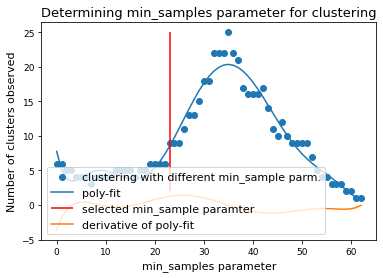 Determining min_samples parameter for clustering
Number of clusters observed
25
20
15
10
5
0
−5
clustering with different min_sample parm.
poly-fit
selected min_sample paramter
derivative of poly-fit
0 10 20 30 40 50 60
min_samples parameter